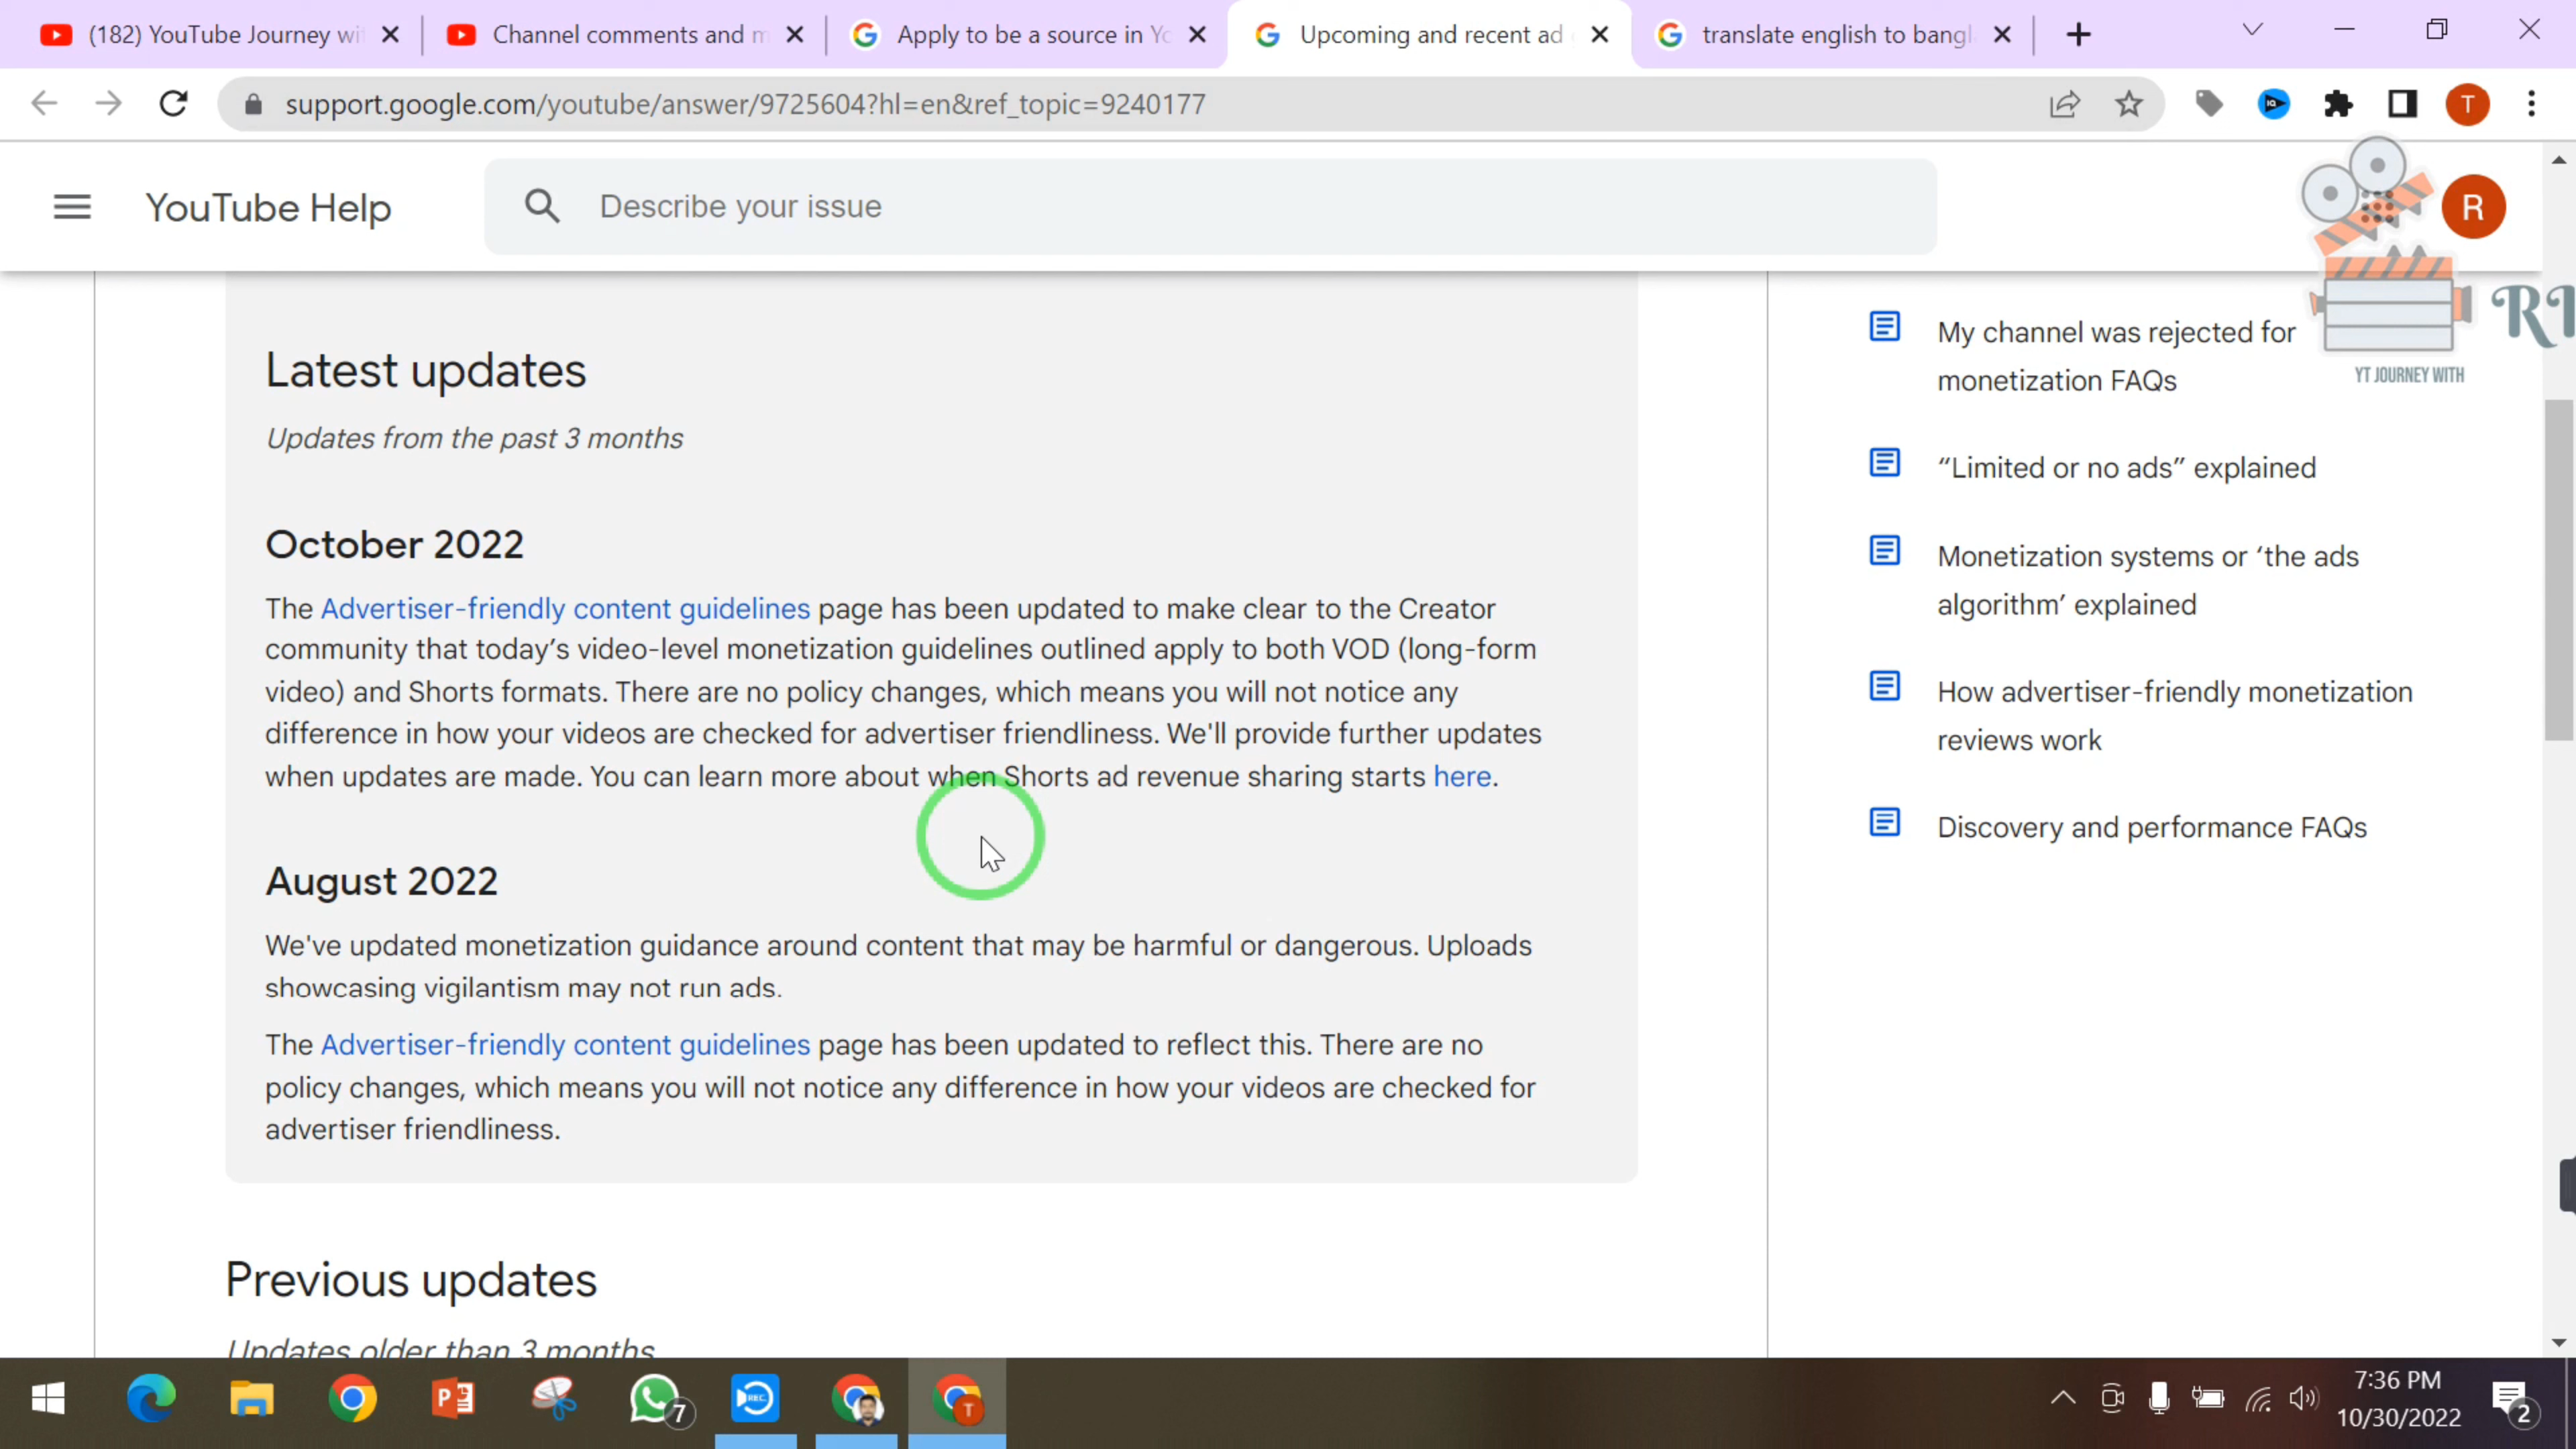 (182) YouTube Journey wi
Channel comments and m
Apply to be a source in Yo
Upcoming and recent ad
translate english to bangl
support.google.com/youtube/answer/9725604?hl=en&ref_topic=9240177
T
YouTube Help
Describe your issue
R
RI
YT JOURNEY WITH
Latest updates
Updates from the past 3 months
October 2022
The Advertiser-friendly content guidelines page has been updated to make clear to the Creator
community that today's video-level monetization guidelines outlined apply to both VOD (long-form
video) and Shorts formats. There are no policy changes, which means you will not notice any
difference in how your videos are checked for advertiser friendliness. We'll provide further updates
when updates are made. You can learn more about when Shorts ad revenue sharing starts here.
August 2022
We've updated monetization guidance around content that may be harmful or dangerous. Uploads
showcasing vigilantism may not run ads.
The Advertiser-friendly content guidelines page has been updated to reflect this. There are no
policy changes, which means you will not notice any difference in how your videos are checked for
advertiser friendliness.
Previous updates
Updates older than 3 months
My channel was rejected for
monetization FAQs
“Limited or no ads” explained
Monetization systems or ‘the ads
algorithm’ explained
How advertiser-friendly monetization
reviews work
Discovery and performance FAQs
7
REC
T
7:36 PM
10/30/2022
2